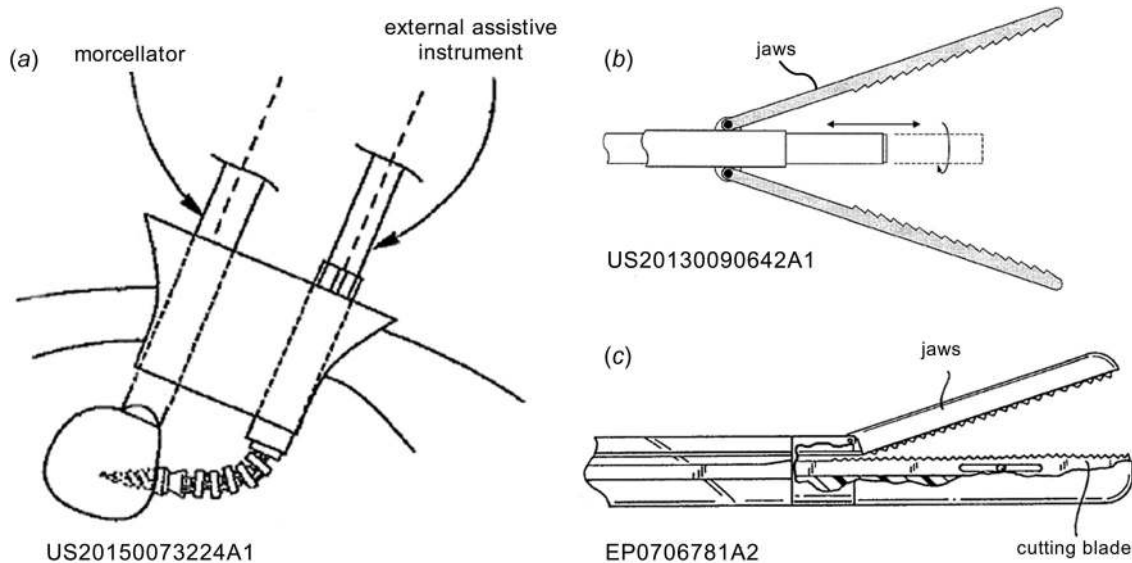 (a)
morcellator
external assistive
instrument
US20150073224A1
(b)
jaws
US20130090642A1
(c)
jaws
cutting blade
EP0706781A2